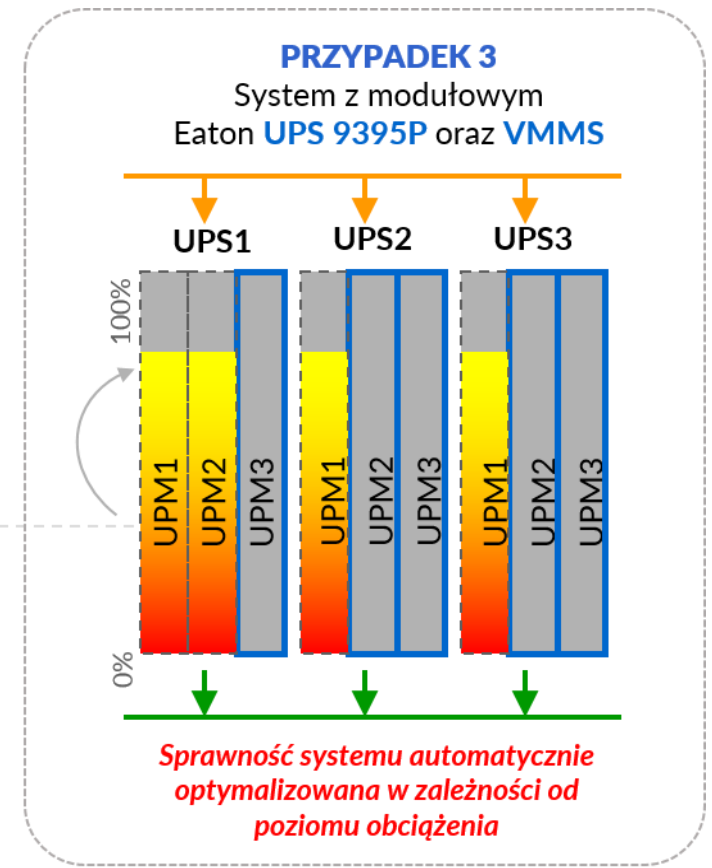 PRZYPADEK 3
System z modułowym
Eaton UPS 9395P oraz VMMS
UPS1
UPS2
UPS3
100%
0%
UPM1
UPM2
UPM3
UPM1
UPM2
UPM3
UPM1
UPM2
UPM3
Sprawność systemu automatycznie
optymalizowana w zależności od
poziomu obciążenia